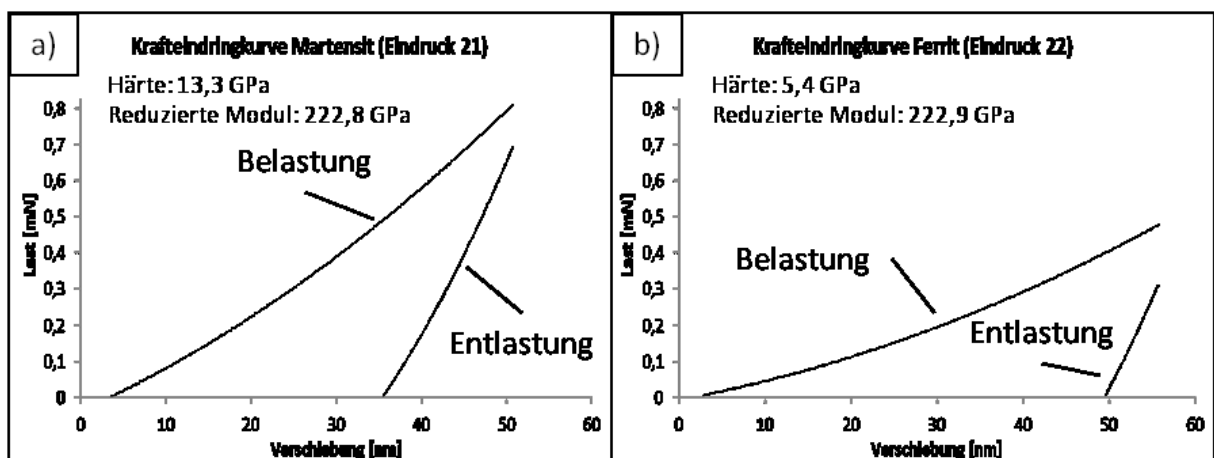 a)
Krafteindringkurve Martensit (Eindruck 21)
Härte: 13,3 GPa
Reduzierte Modul: 222,8 GPa
0,8
0,7
0,6
0,5
0,4
0,3
0,2
0,1
0
Last [mN]
Belastung
Entlastung
0
10
20
30
40
50
60
Verschiebung [nm]
b)
Krafteindringkurve Ferrit (Eindruck 22)
Härte: 5,4 GPa
Reduzierte Modul: 222,9 GPa
0,8
0,7
0,6
0,5
0,4
0,3
0,2
0,1
0
Last [mN]
Belastung
Entlastung
0
10
20
30
40
50
60
Verschiebung [nm]